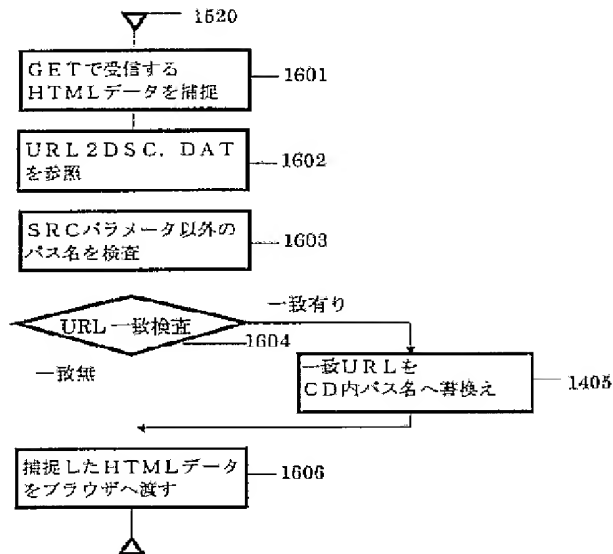 1520
GETで受信する
HTMLデータを捕捉
1601
URL2DSC．DAT
を参照
1602
SRCパラメータ以外の
パス名を検査
1603
一致有り
URL一致検査
1604
一致無
一致URLを
CD内パス名へ書換え
1405
捕捉したHTMLデータ
をブラウザへ渡す
1606